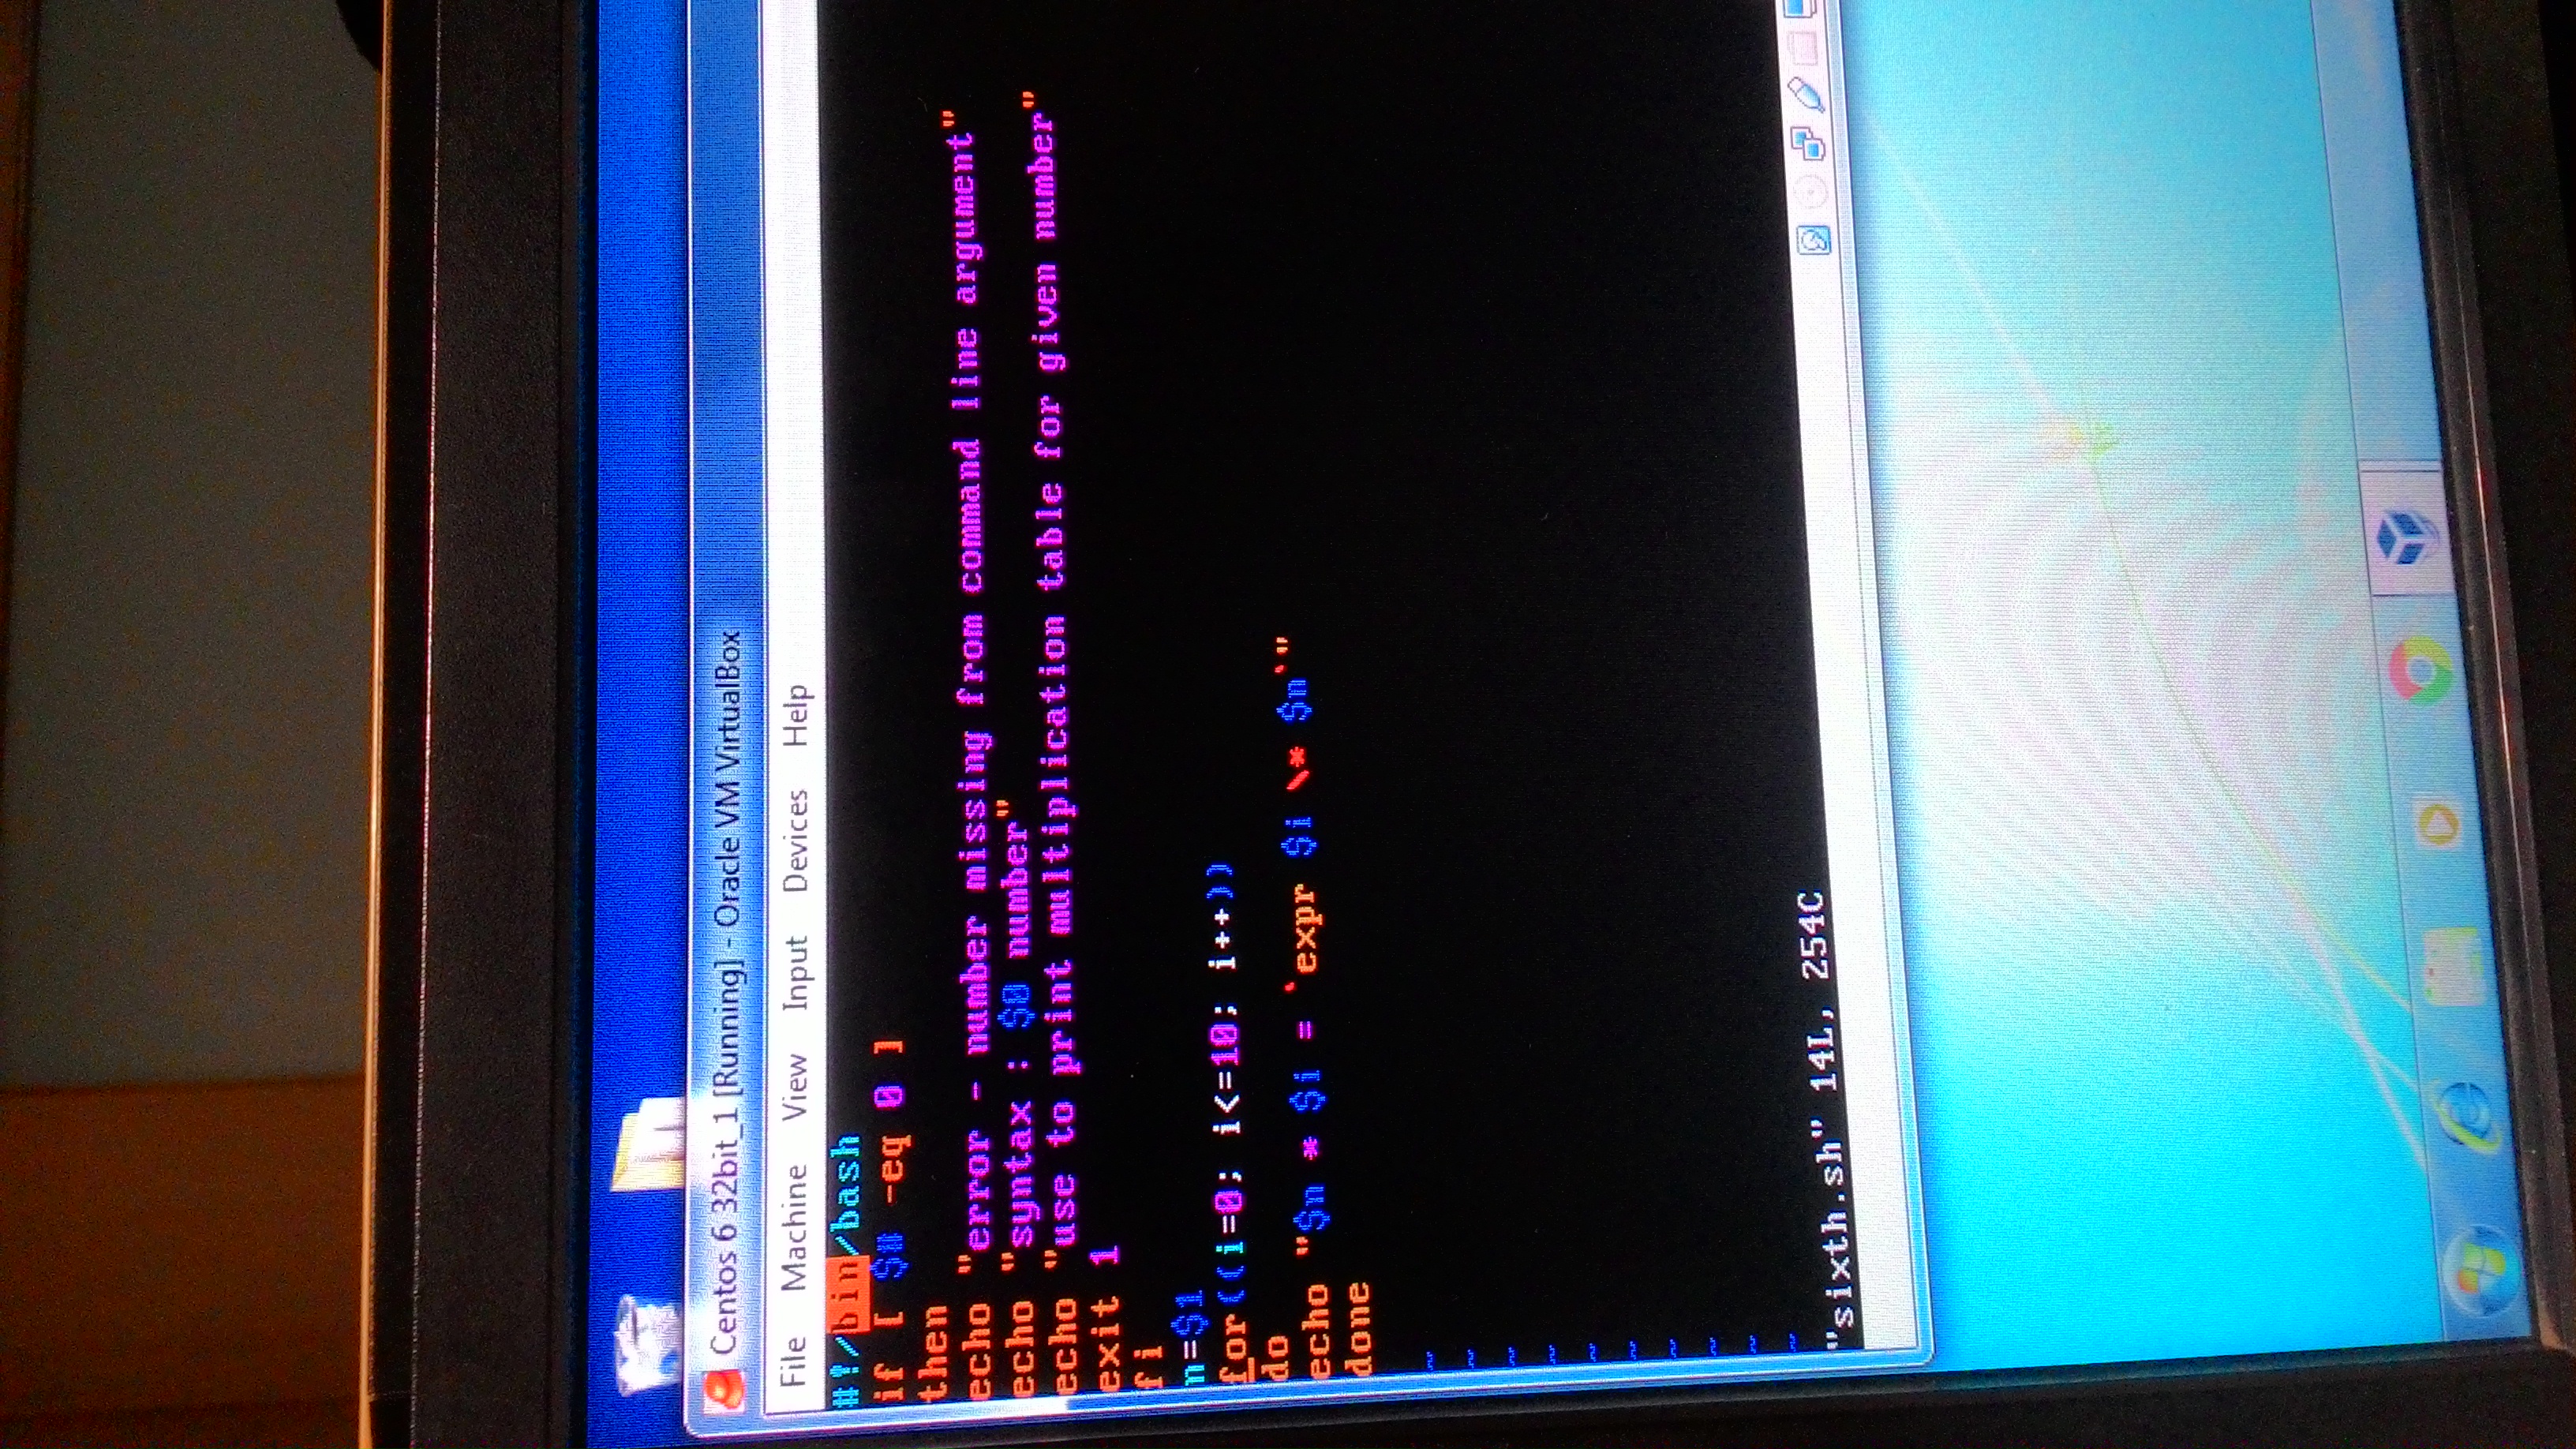 Centos 6 32bit_1 [Running] - Oracle VM VirtualBox
File Machine View Input Devices Help
#!/bin/bash
if [ $# -eq 0 ]
then
echo "error - number missing from command line argument"
echo "syntax : $0 number"
echo "use to print multiplication table for given number"
exit 1
fi
n=$1
for((i=0; i<=10; i++))
do
echo "$n * $i = `expr $i \* $n`"
done
~
~
~
~
~
~
~
~
~
~
"sixth.sh" 14L, 254C